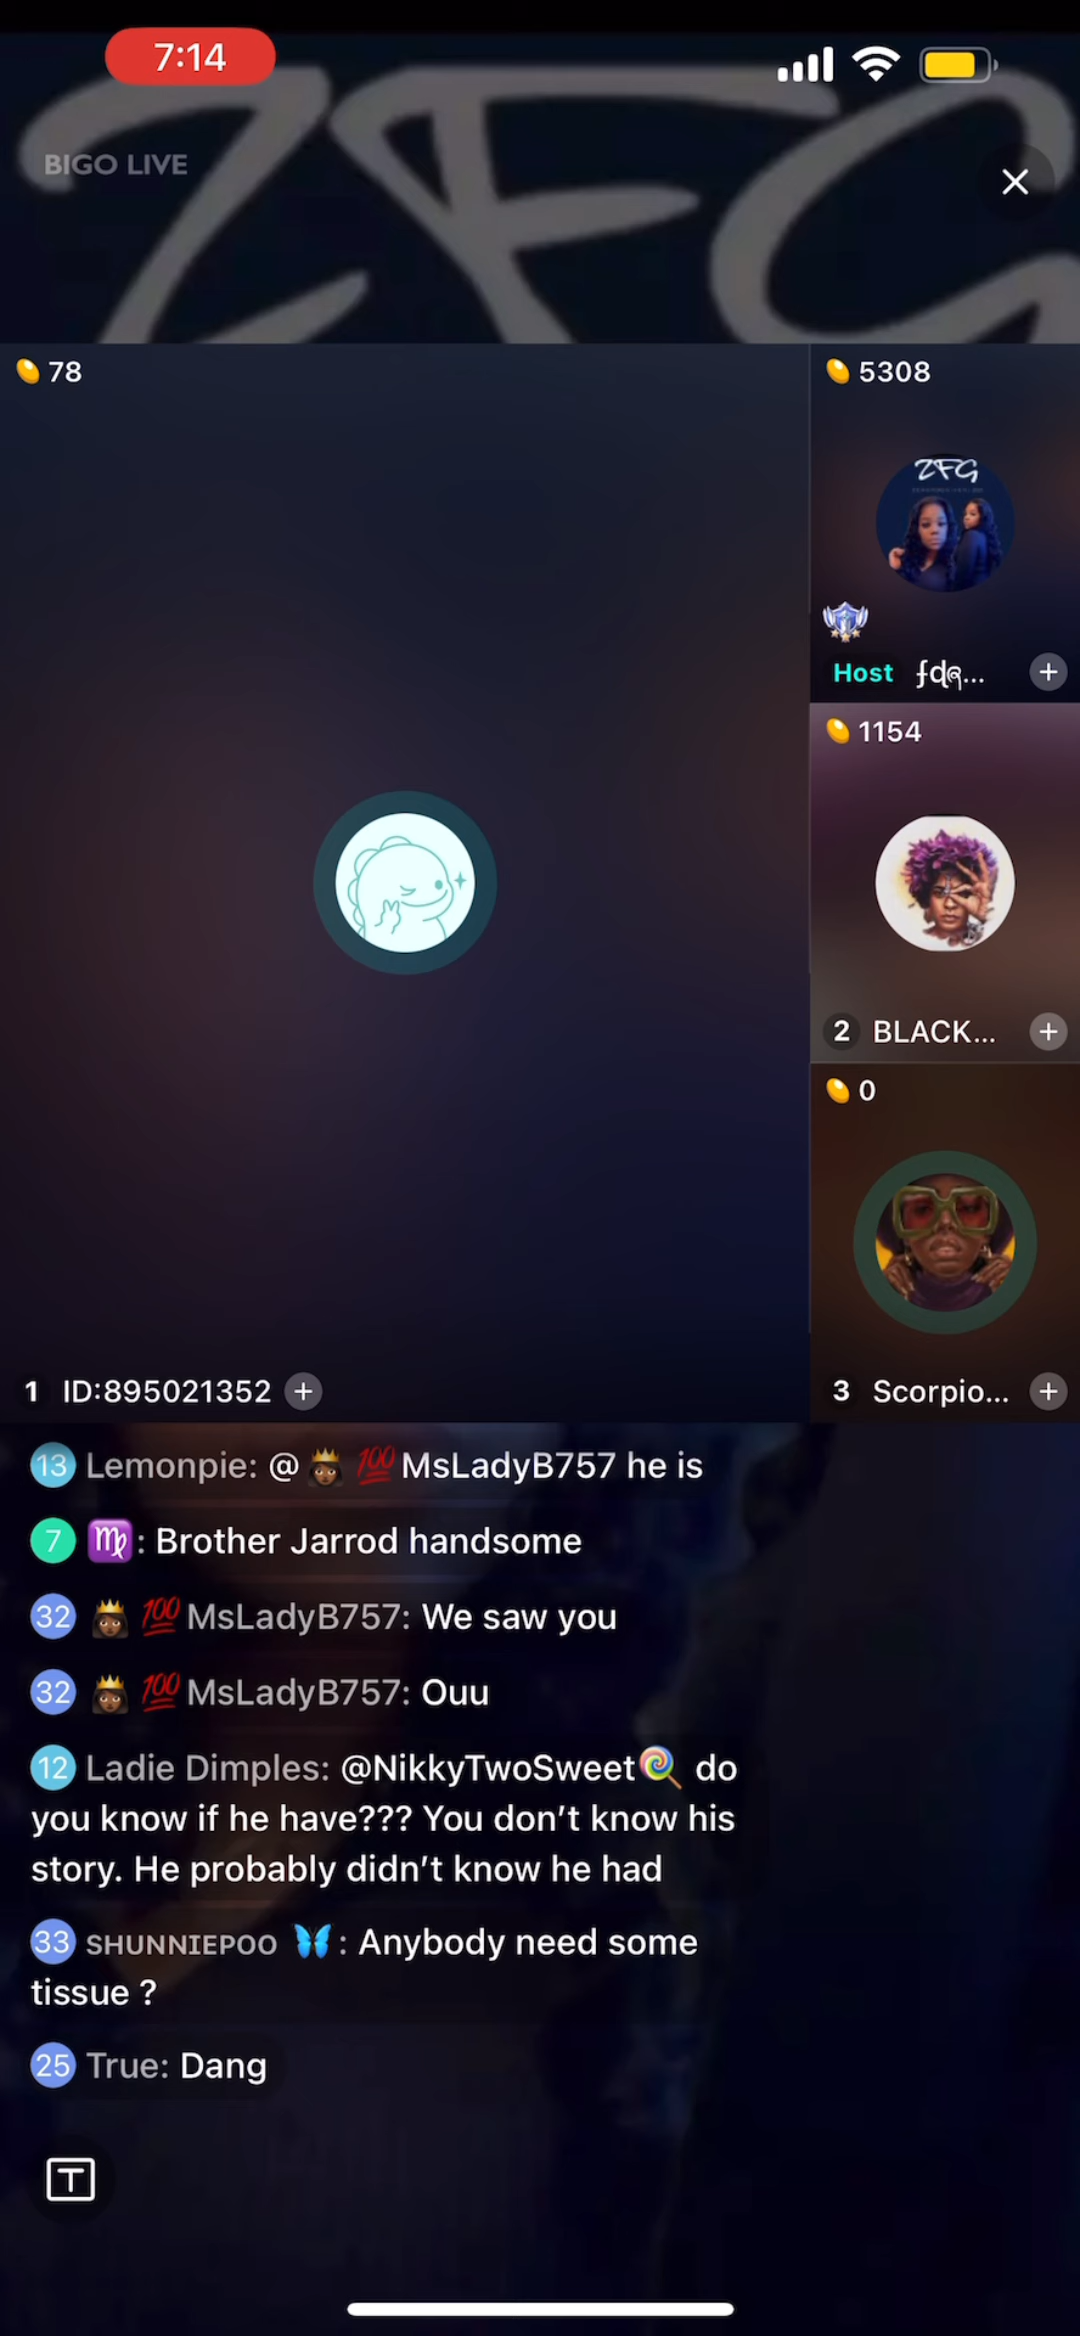 7:14
ZFG
BIGO LIVE
78
5308
ZFG
Host
1154
2 BLACK...
0
1 ID:895021352
3 Scorpio...
13 Lemonpie: @👸🏾 💯MsLadyB757 he is
7 ♍: Brother Jarrod handsome
32 👸🏾 💯MsLadyB757: We saw you
32 👸🏾 💯MsLadyB757: Ouu
12 Ladie Dimples: @NikkyTwoSweet🍭 do
you know if he have??? You don’t know his
story. He probably didn’t know he had
33 SHUNNIEPOO 🦋: Anybody need some
tissue ?
25 True: Dang
T